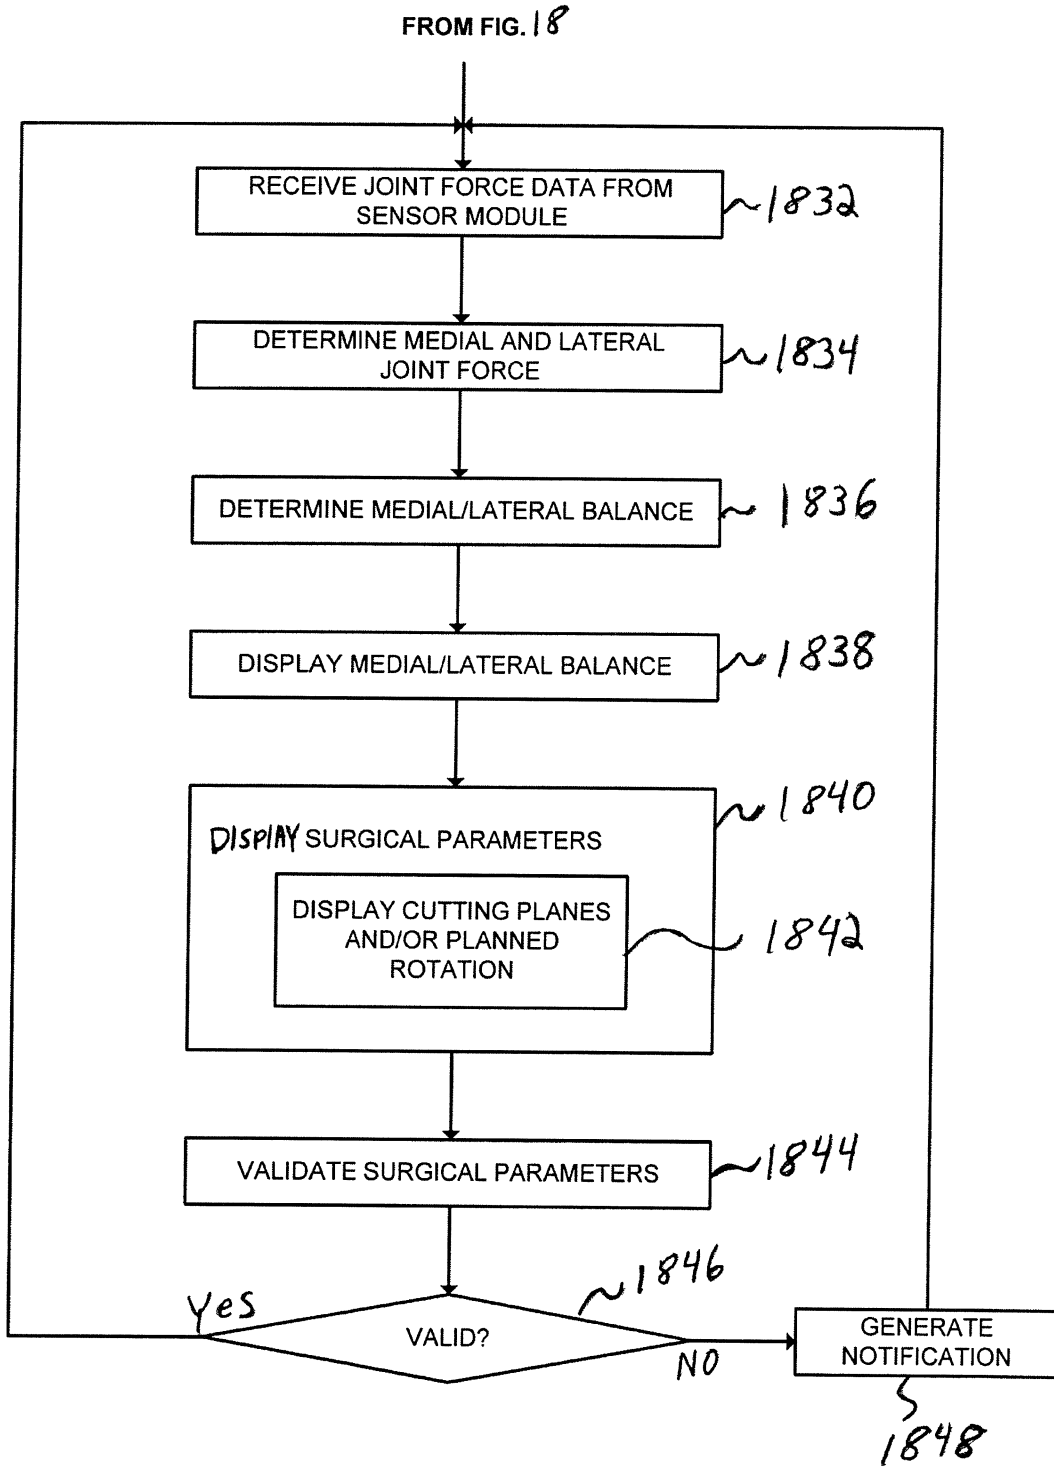 FROM FIG. 18
RECEIVE JOINT FORCE DATA FROM
SENSOR MODULE
1832
DETERMINE MEDIAL AND LATERAL
JOINT FORCE
1834
DETERMINE MEDIAL/LATERAL BALANCE
1836
DISPLAY MEDIAL/LATERAL BALANCE
1838
1840
DISPLAY SURGICAL PARAMETERS
DISPLAY CUTTING PLANES
AND/OR PLANNED
ROTATION
1842
VALIDATE SURGICAL PARAMETERS
1844
1846
Yes
VALID?
NO
GENERATE
NOTIFICATION
1848